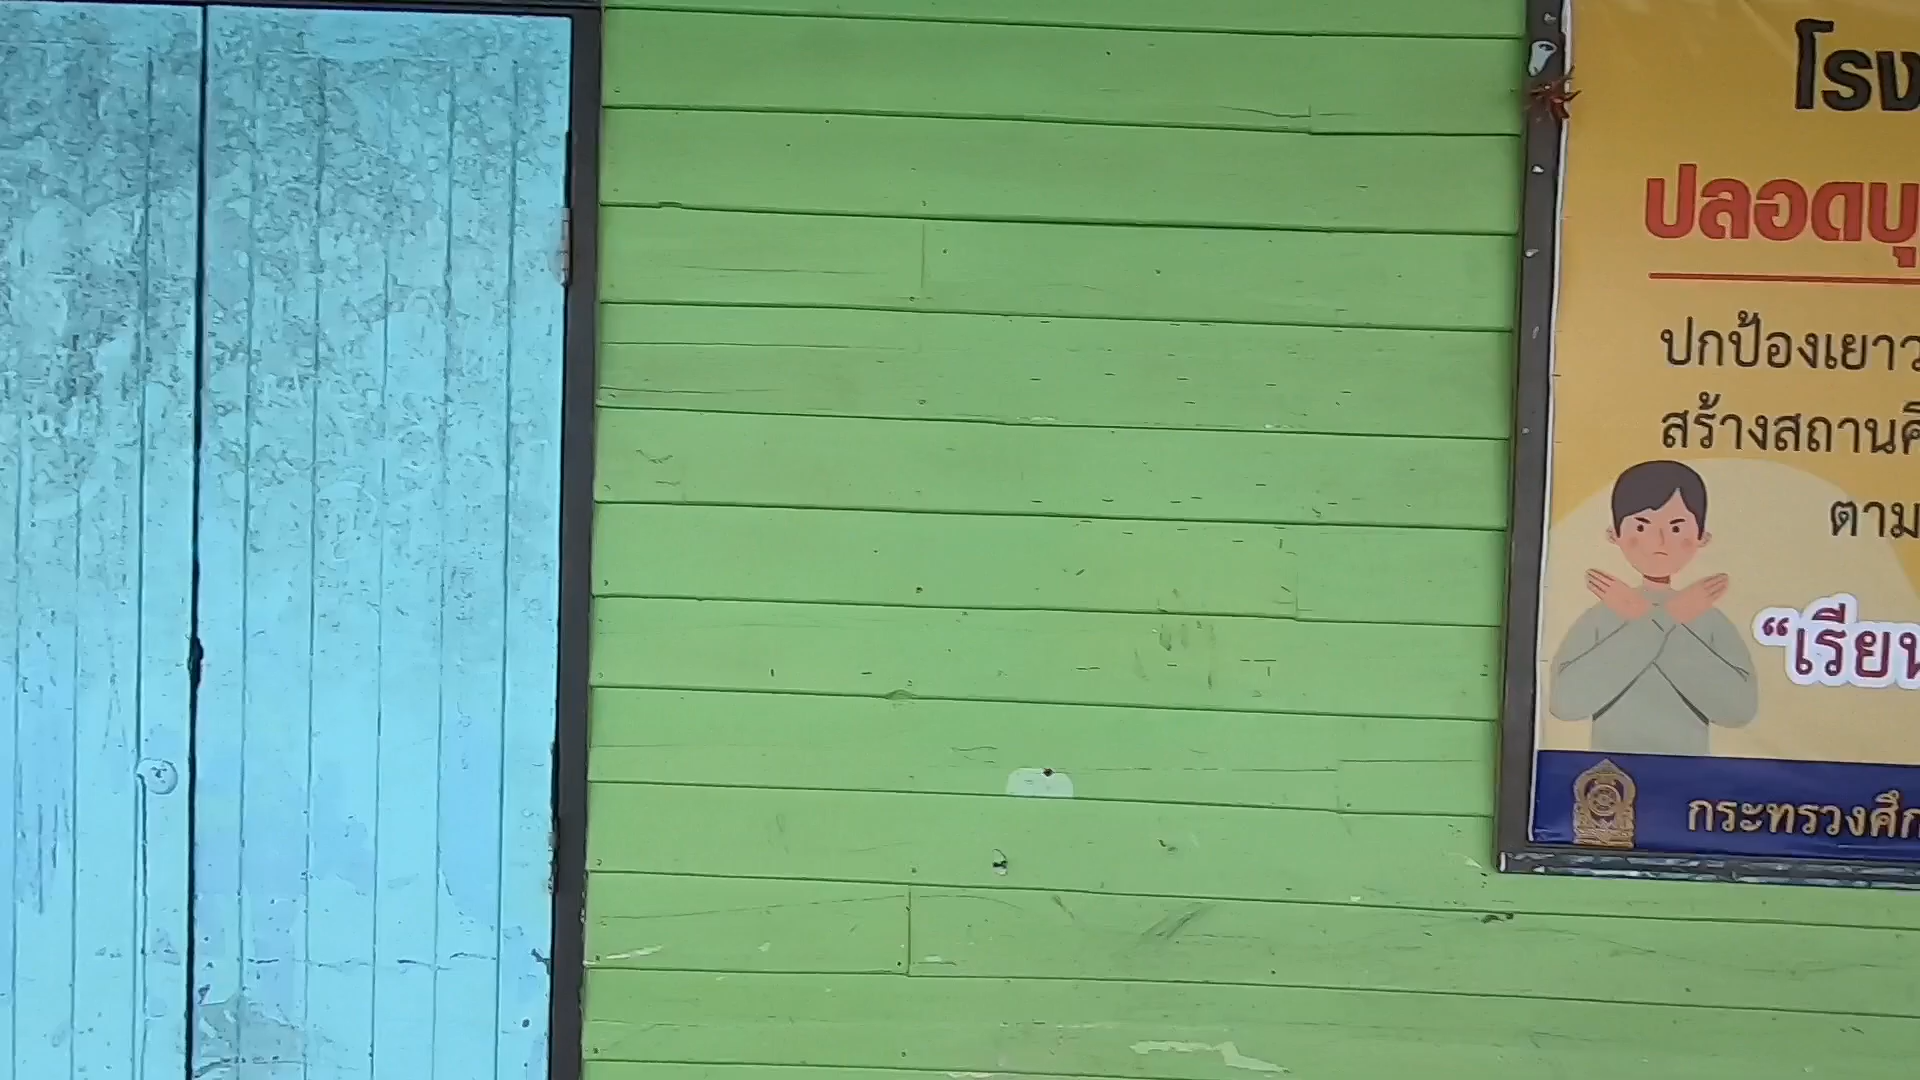 โรง
ปลอดบุ
ปกป้องเยาว
สร้างสถานศึ
ตาม
“เรียน
กระทรวงศึก